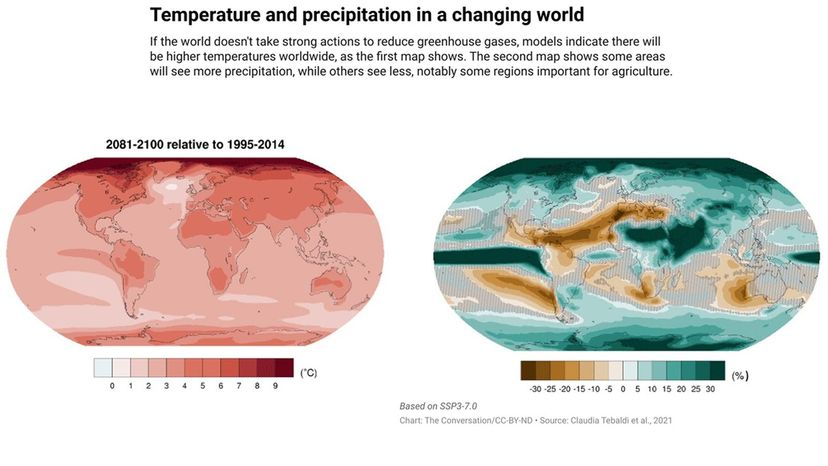 Temperature and precipitation in a changing world
If the world doesn't take strong actions to reduce greenhouse gases, models indicate there will
be higher temperatures worldwide, as the first map shows. The second map shows some areas
will see more precipitation, while others see less, notably some regions important for agriculture.
2081-2100 relative to 1995-2014
0 1 2 3 4 5 6 7 8 9 (°C)
-30 -25 -20 -15 -10 -5 0 5 10 15 20 25 30 (%)
Based on SSP3-7.0
Chart: The Conversation/CC-BY-ND • Source: Claudia Tebaldi et al., 2021